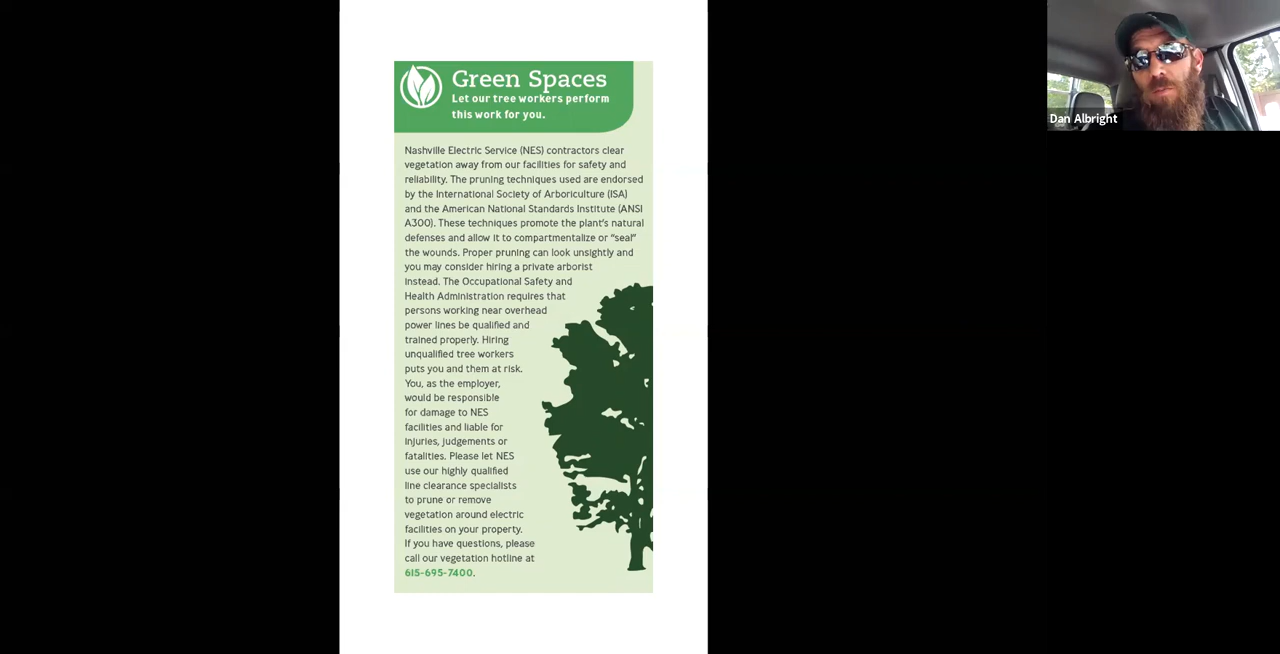 Green Spaces
Let our tree workers perform
this work for you.
Nashville Electric Service (NES) contractors clear
vegetation away from our facilities for safety and
reliability. The pruning techniques used are endorsed
by the International Society of Arboriculture (ISA)
and the American National Standards Institute (ANSI
A300). These techniques promote the plant's natural
defenses and allow it to compartmentalize or "seal"
the wounds. Proper pruning can look unsightly and
you may consider hiring a private arborist
instead. The Occupational Safety and
Health Administration requires that
persons working near overhead
power lines be qualified and
trained properly. Hiring
unqualified tree workers
puts you and them at risk.
You, as the employer,
would be responsible
for damage to NES
facilities and liable for
injuries, judgements or
fatalities. Please let NES
use our highly qualified
line clearance specialists
to prune or remove
vegetation around electric
facilities on your property.
If you have questions, please
call our vegetation hotline at
615-695-7400.
Dan Albright